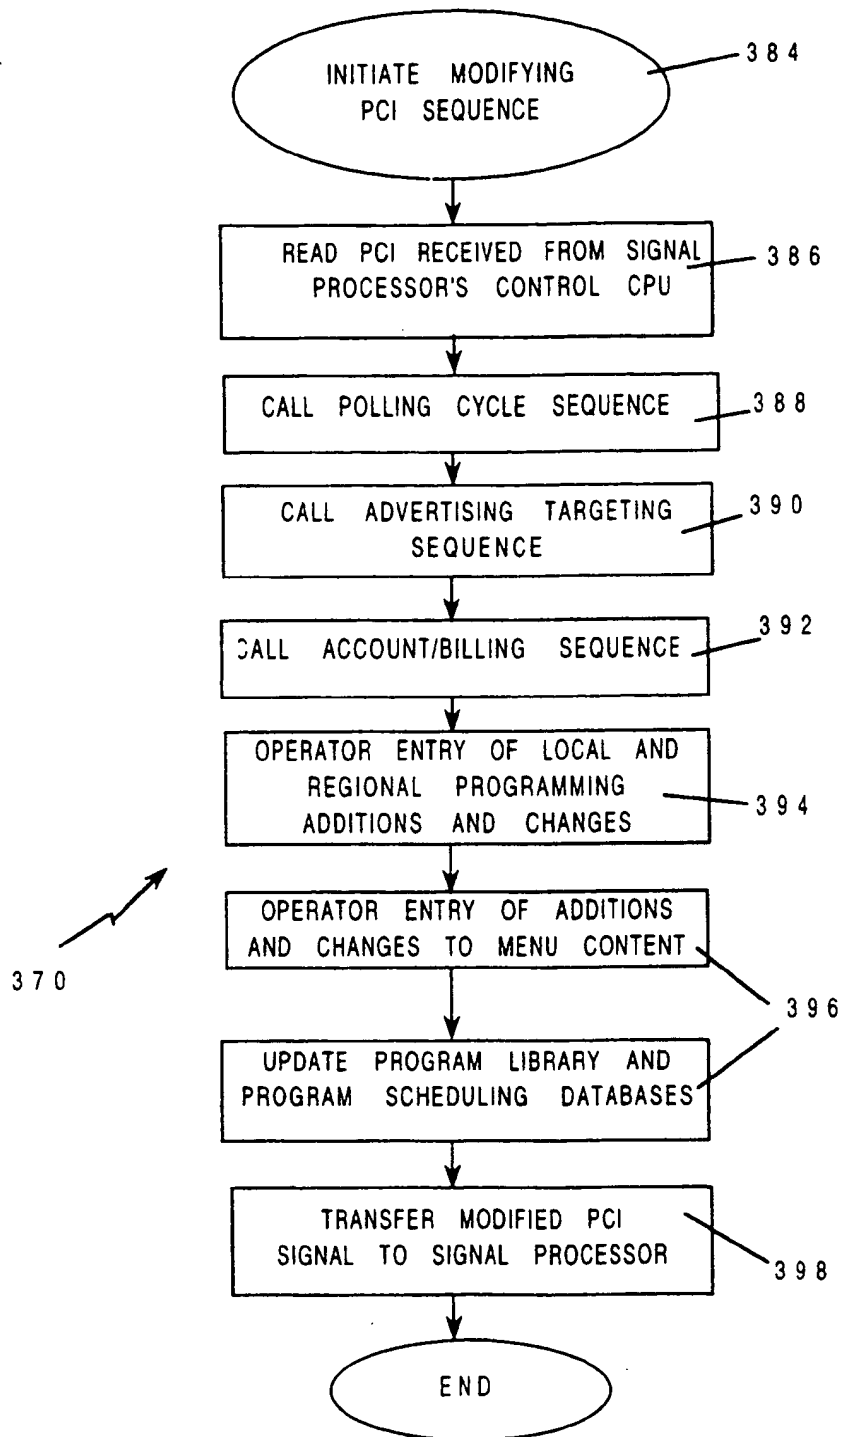 INITIATE MODIFYING
PCI SEQUENCE
384
READ PCI RECEIVED FROM SIGNAL
PROCESSOR'S CONTROL CPU
386
CALL POLLING CYCLE SEQUENCE
388
CALL ADVERTISING TARGETING
SEQUENCE
390
CALL ACCOUNT/BILLING SEQUENCE
392
OPERATOR ENTRY OF LOCAL AND
REGIONAL PROGRAMMING
ADDITIONS AND CHANGES
394
OPERATOR ENTRY OF ADDITIONS
AND CHANGES TO MENU CONTENT
370
396
UPDATE PROGRAM LIBRARY AND
PROGRAM SCHEDULING DATABASES
TRANSFER MODIFIED PCI
SIGNAL TO SIGNAL PROCESSOR
398
END